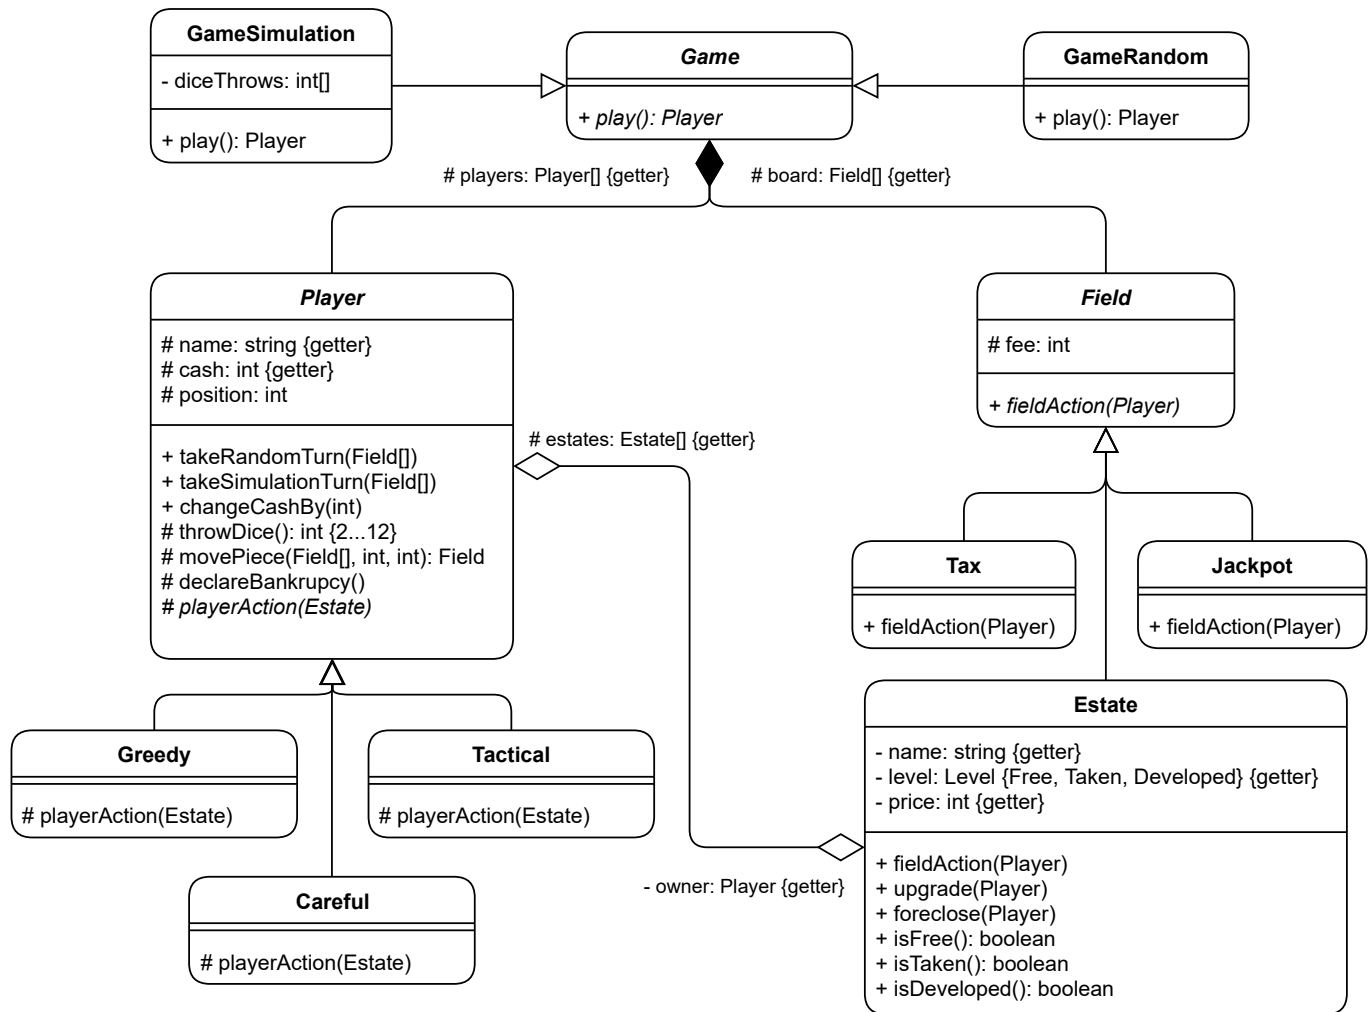 GameSimulation
- diceThrows: int[]
+ play(): Player
Game
+ play(): Player
GameRandom
+ play(): Player
# players: Player[] {getter}
# board: Field[] {getter}
Player
# name: string {getter}
# cash: int {getter}
# position: int
+ takeRandomTurn(Field[])
+ takeSimulationTurn(Field[])
+ changeCashBy(int)
# throwDice(): int {2...12}
# movePiece(Field[], int, int): Field
# declareBankrupcy()
# playerAction(Estate)
Field
# fee: int
+ fieldAction(Player)
# estates: Estate[] {getter}
Tax
+ fieldAction(Player)
Jackpot
+ fieldAction(Player)
Greedy
# playerAction(Estate)
Tactical
# playerAction(Estate)
Careful
# playerAction(Estate)
- owner: Player {getter}
Estate
- name: string {getter}
- level: Level {Free, Taken, Developed} {getter}
- price: int {getter}
+ fieldAction(Player)
+ upgrade(Player)
+ foreclose(Player)
+ isFree(): boolean
+ isTaken(): boolean
+ isDeveloped(): boolean